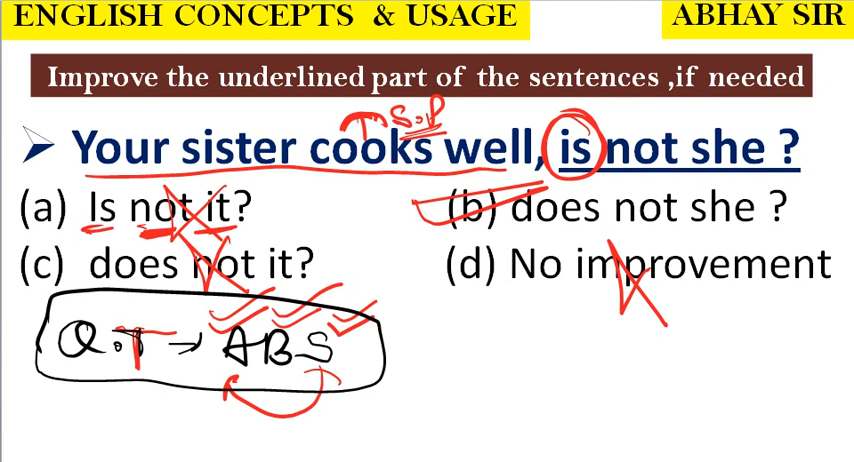 ENGLISH CONCEPTS & USAGE ABHAY SIR
Improve the underlined part of the sentences ,if needed
S.P
Your sister cooks well, is not she ?
(a) Is not it? (b) does not she ?
(c) does not it? (d) No improvement
Q.T → ABS